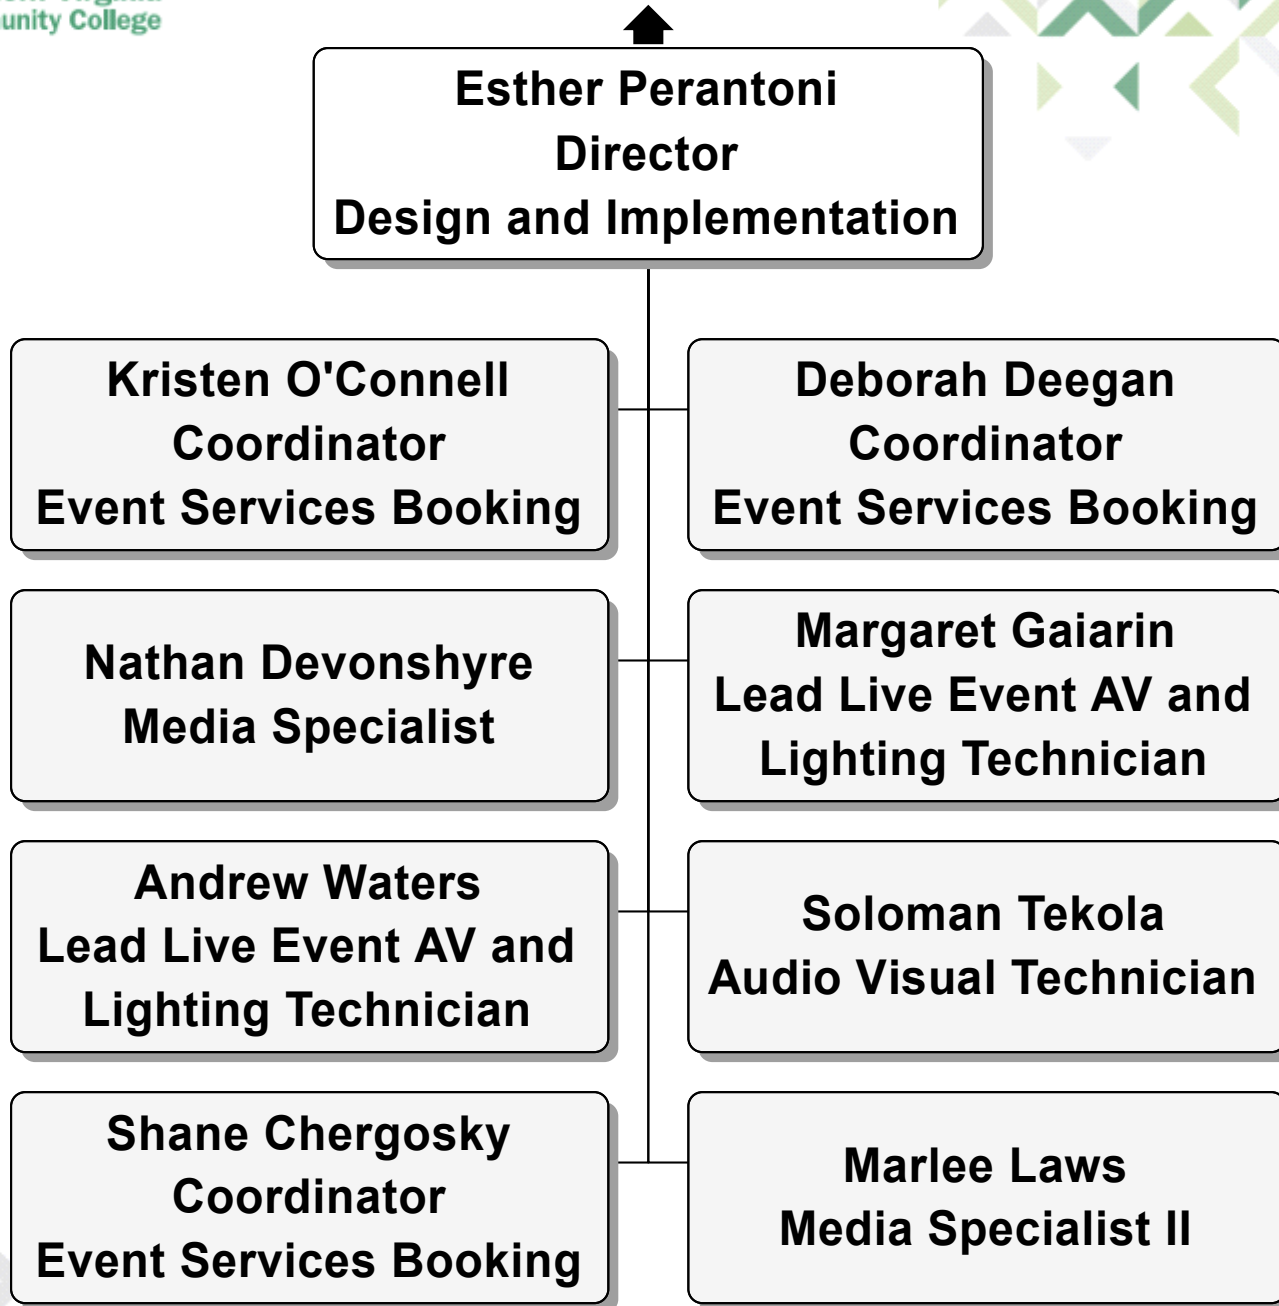 unity College
Esther Perantoni
Director
Design and Implementation
Kristen O'Connell
Coordinator
Event Services Booking
Deborah Deegan
Coordinator
Event Services Booking
Nathan Devonshyre
Media Specialist
Margaret Gaiarin
Lead Live Event AV and
Lighting Technician
Andrew Waters
Lead Live Event AV and
Lighting Technician
Soloman Tekola
Audio Visual Technician
Shane Chergosky
Coordinator
Event Services Booking
Marlee Laws
Media Specialist II